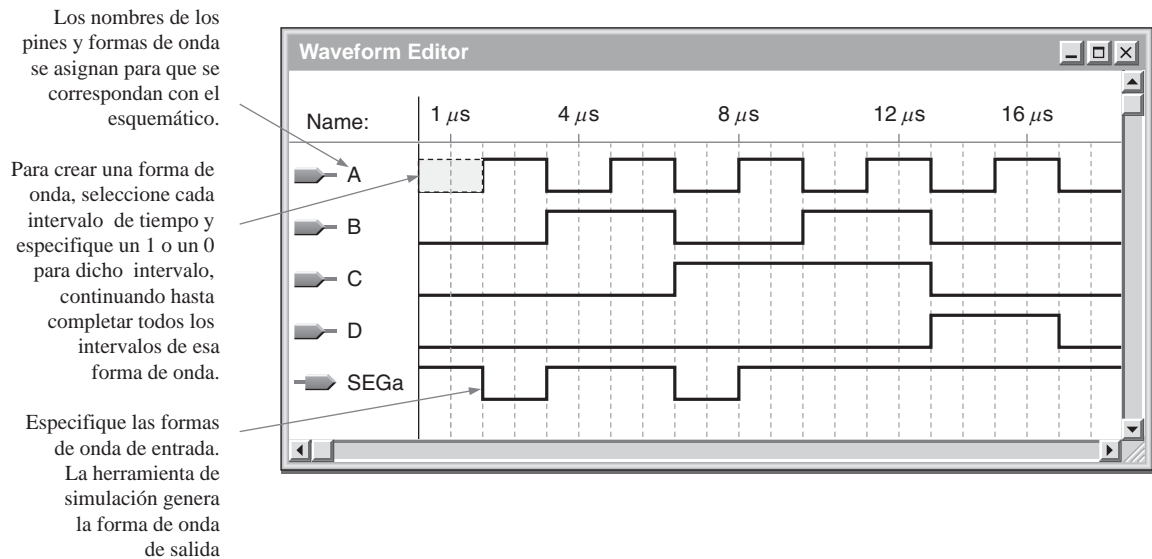 Los nombres de los
pines y formas de onda
se asignan para que se
correspondan con el
esquemático.
Para crear una forma de
onda, seleccione cada
intervalo de tiempo y
especifique un 1 o un 0
para dicho intervalo,
continuando hasta
completar todos los
intervalos de esa
forma de onda.
Especifique las formas
de onda de entrada.
La herramienta de
simulación genera
la forma de onda
de salida
Waveform Editor
Name: 1 μs 4 μs 8 μs 12 μs 16 μs
A
B
C
D
SEGa